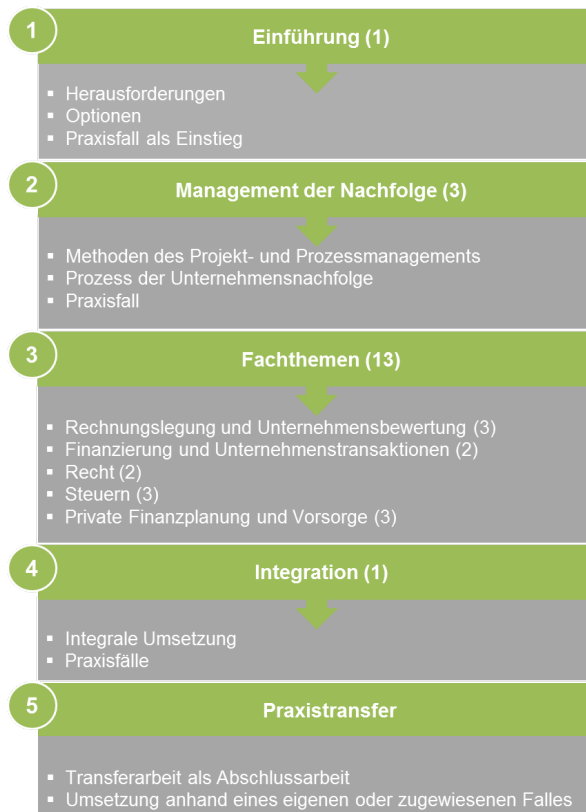 1
Einführung (1)
▪ Herausforderungen
▪ Optionen
▪ Praxisfall als Einstieg
2
Management der Nachfolge (3)
▪ Methoden des Projekt- und Prozessmanagements
▪ Prozess der Unternehmensnachfolge
▪ Praxisfall
3
Fachthemen (13)
▪ Rechnungslegung und Unternehmensbewertung (3)
▪ Finanzierung und Unternehmenstransaktionen (2)
▪ Recht (2)
▪ Steuern (3)
▪ Private Finanzplanung und Vorsorge (3)
4
Integration (1)
▪ Integrale Umsetzung
▪ Praxisfälle
5
Praxistransfer
▪ Transferarbeit als Abschlussarbeit
▪ Umsetzung anhand eines eigenen oder zugewiesenen Falles